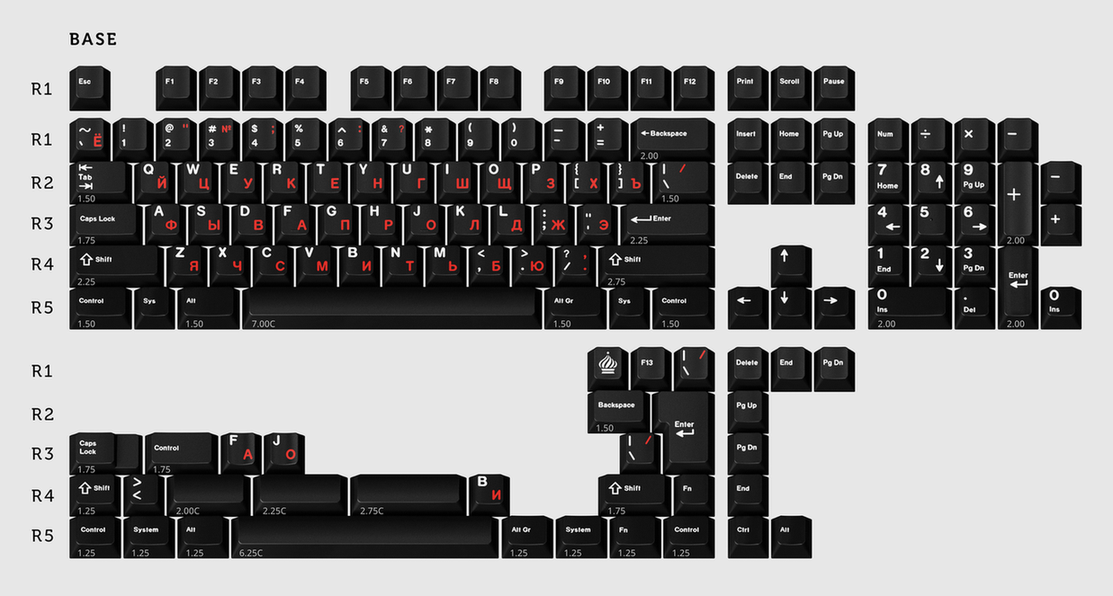 BASE
R1 Esc F1 F2 F3 F4 F5 F6 F7 F8 F9 F10 F11 F12 Print Scroll Pause
R1 ~ ` Ё ! 1 @ " 2 # № 3 $ ; 4 % 5 ^ : 6 & ? 7 * 8 ( 9 ) 0 – - + = ←Backspace 2.00 Insert Home Pg Up Num ÷ × −
R2 Tab 1.50 Q Й W Ц E У R К T Е Y Н U Г I Ш O Щ P З { [ Х } ] Ъ | / \ 1.50 Delete End Pg Dn 7 Home 8 ↑ 9 Pg Up + 2.00 −
R3 Caps Lock 1.75 A Ф S Ы D В F А G П H Р J О K Л L Д : ; Ж " ' Э Enter 2.25 4 ← 5 6 → +
R4 Shift 2.25 Z Я X Ч C С V М B И N Т M Ь < , Б > . Ю ? / , . Shift 2.75 ↑ 1 End 2 ↓ 3 Pg Dn Enter 2.00
R5 Control 1.50 Sys Alt 1.50 7.00C Alt Gr 1.50 Sys Control 1.50 ← ↓ → 0 Ins 2.00 . Del 0 Ins
R1 F13 | / \ Delete End Pg Dn
R2 Backspace 1.50 Enter Pg Up
R3 Caps Lock 1.75 Control 1.75 F А J О | / \ Pg Dn
R4 Shift 1.25 > < 2.00C 2.25C 2.75C B И Shift 1.75 Fn End
R5 Control 1.25 System 1.25 Alt 1.25 6.25C Alt Gr 1.25 System 1.25 Fn 1.25 Control 1.25 Ctrl Alt